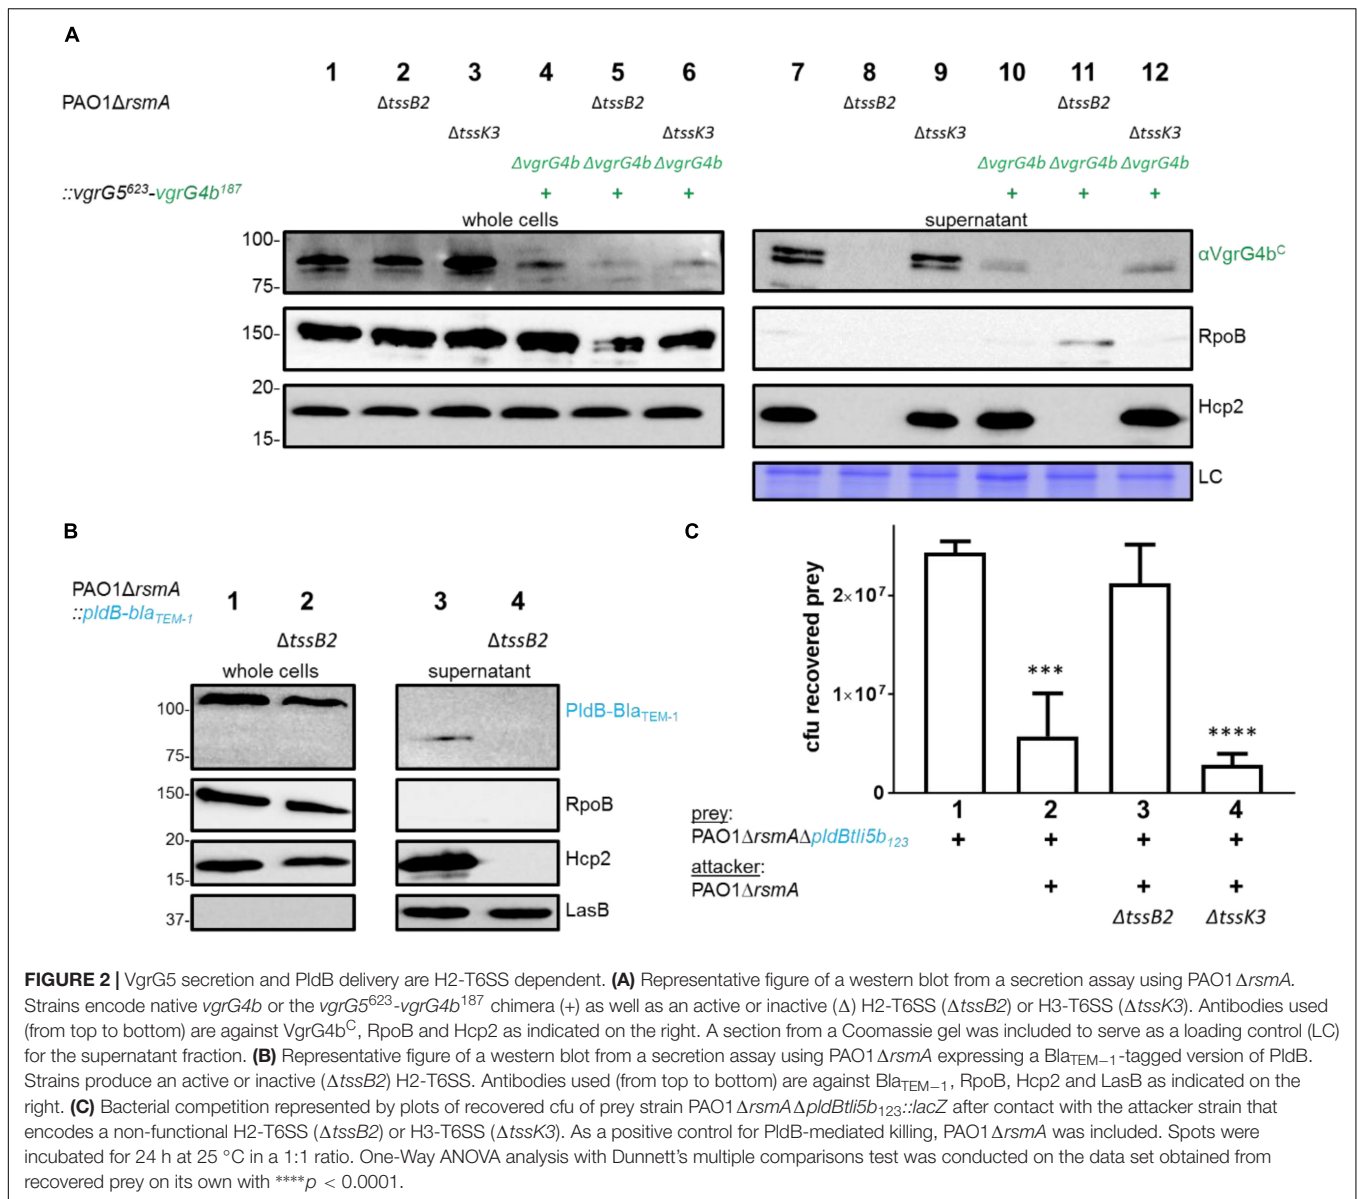 A
1 2 3 4 5 6 7 8 9 10 11 12
PAO1ΔrsmA ΔtssB2 ΔtssB2 ΔtssB2 ΔtssB2
ΔtssK3 ΔtssK3 ΔtssK3 ΔtssK3
ΔvgrG4b ΔvgrG4b ΔvgrG4b ΔvgrG4b ΔvgrG4b ΔvgrG4b
::vgrG5⁶²³-vgrG4b¹⁸⁷ + + + + + +
whole cells supernatant
100-
75-
αVgrG4bᶜ
150-
RpoB
20-
15-
Hcp2
LC
B
PAO1ΔrsmA
::pldB-blaTEM-1
1 2 3 4
ΔtssB2 ΔtssB2
whole cells supernatant
100-
75-
PldB-BlaTEM-1
150-
RpoB
20-
15-
Hcp2
37-
LasB
C
cfu recovered prey
2×10⁷
1×10⁷
0
***
****
1 2 3 4
prey:
PAO1ΔrsmAΔpldBtli5b₁₂₃ + + + +
attacker:
PAO1ΔrsmA + + +
ΔtssB2 ΔtssK3
FIGURE 2 | VgrG5 secretion and PldB delivery are H2-T6SS dependent. (A) Representative figure of a western blot from a secretion assay using PAO1ΔrsmA.
Strains encode native vgrG4b or the vgrG5⁶²³-vgrG4b¹⁸⁷ chimera (+) as well as an active or inactive (Δ) H2-T6SS (ΔtssB2) or H3-T6SS (ΔtssK3). Antibodies used
(from top to bottom) are against VgrG4bᶜ, RpoB and Hcp2 as indicated on the right. A section from a Coomassie gel was included to serve as a loading control (LC)
for the supernatant fraction. (B) Representative figure of a western blot from a secretion assay using PAO1ΔrsmA expressing a BlaTEM−1-tagged version of PldB.
Strains produce an active or inactive (ΔtssB2) H2-T6SS. Antibodies used (from top to bottom) are against BlaTEM−1, RpoB, Hcp2 and LasB as indicated on the
right. (C) Bacterial competition represented by plots of recovered cfu of prey strain PAO1ΔrsmAΔpldBtli5b₁₂₃::lacZ after contact with the attacker strain that
encodes a non-functional H2-T6SS (ΔtssB2) or H3-T6SS (ΔtssK3). As a positive control for PldB-mediated killing, PAO1ΔrsmA was included. Spots were
incubated for 24 h at 25 °C in a 1:1 ratio. One-Way ANOVA analysis with Dunnett's multiple comparisons test was conducted on the data set obtained from
recovered prey on its own with ****p < 0.0001.